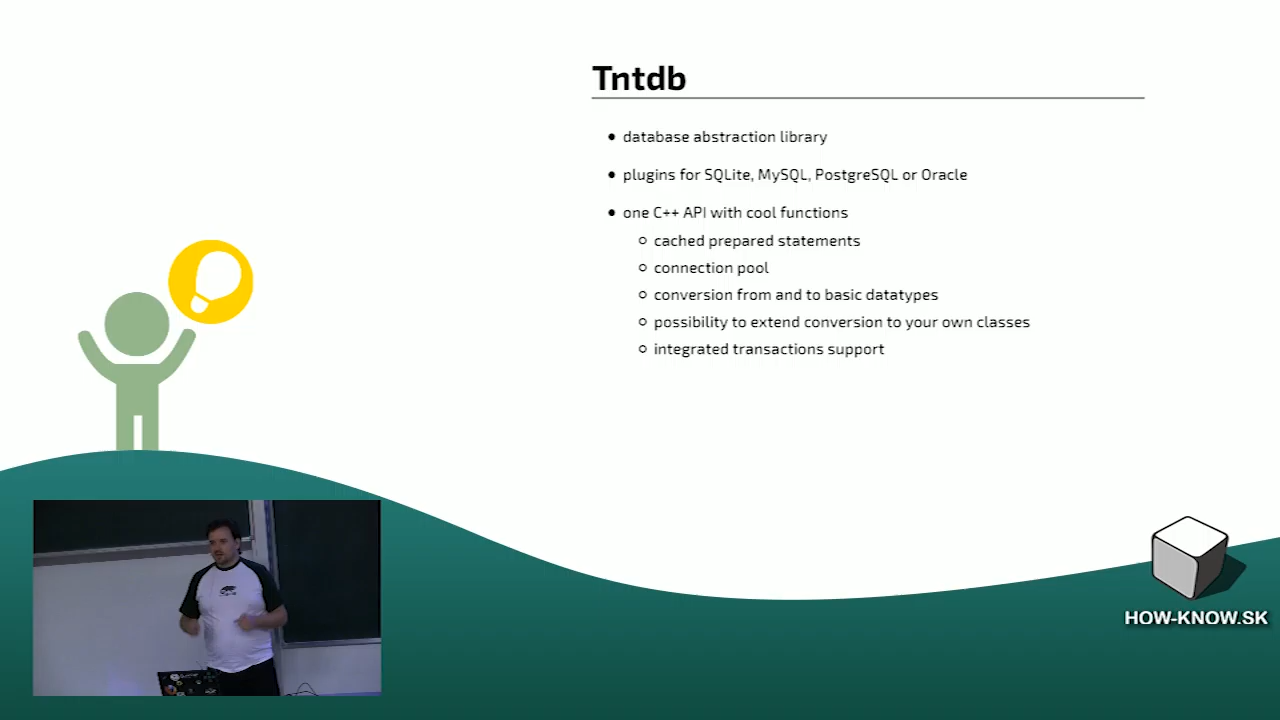 Tntdb
• database abstraction library
• plugins for SQLite, MySQL, PostgreSQL or Oracle
• one C++ API with cool functions
○ cached prepared statements
○ connection pool
○ conversion from and to basic datatypes
○ possibility to extend conversion to your own classes
○ integrated transactions support
HOW-KNOW.SK